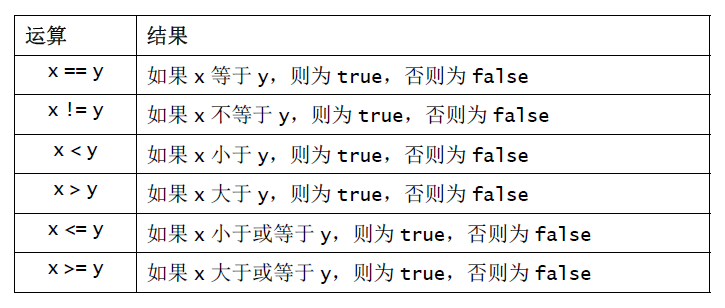 运算 结果
x == y 如果 x 等于 y，则为 true，否则为 false
x != y 如果 x 不等于 y，则为 true，否则为 false
x < y 如果 x 小于 y，则为 true，否则为 false
x > y 如果 x 大于 y，则为 true，否则为 false
x <= y 如果 x 小于或等于 y，则为 true，否则为 false
x >= y 如果 x 大于或等于 y，则为 true，否则为 false